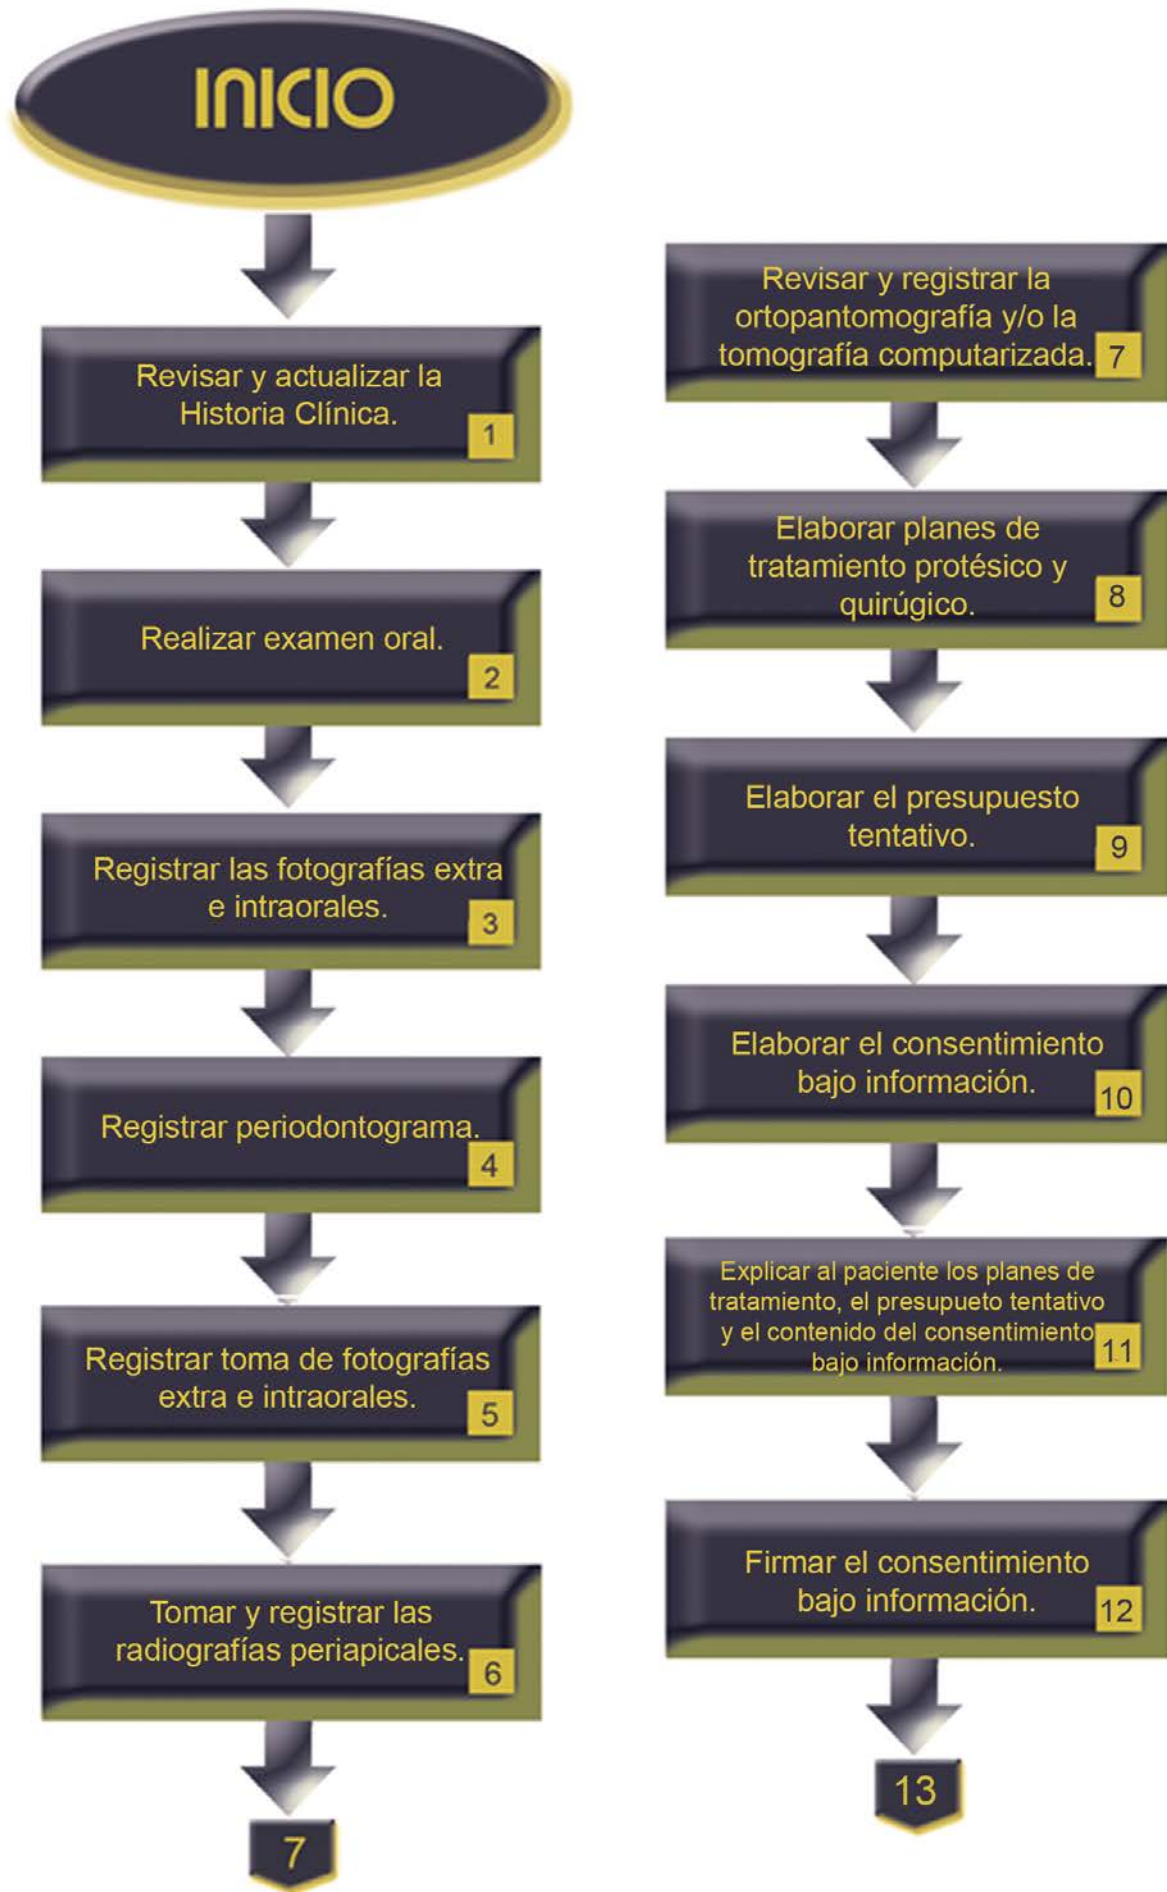 INICIO
Revisar y actualizar la
Historia Clínica.
1
Realizar examen oral.
2
Registrar las fotografías extra
e intraorales.
3
Registrar periodontograma.
4
Registrar toma de fotografías
extra e intraorales.
5
Tomar y registrar las
radiografías periapicales.
6
7
Revisar y registrar la
ortopantomografía y/o la
tomografía computarizada.
7
Elaborar planes de
tratamiento protésico y
quirúgico.
8
Elaborar el presupuesto
tentativo.
9
Elaborar el consentimiento
bajo información.
10
Explicar al paciente los planes de
tratamiento, el presupueto tentativo
y el contenido del consentimiento
bajo información.
11
Firmar el consentimiento
bajo información.
12
13